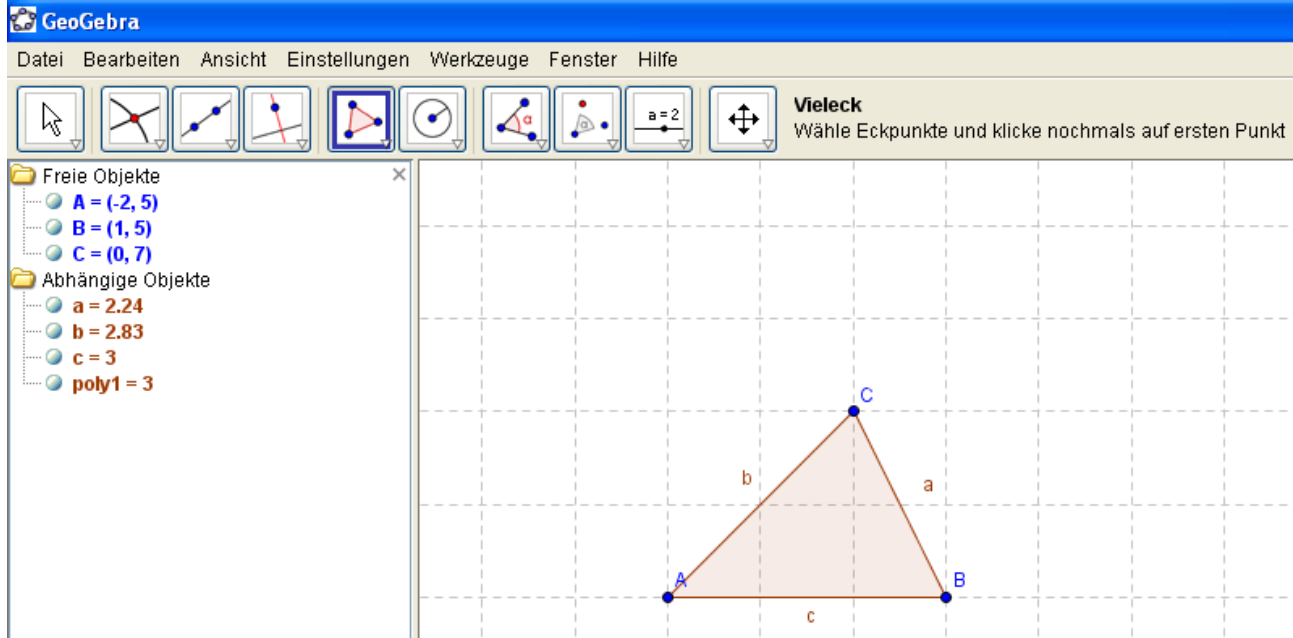 GeoGebra
Datei Bearbeiten Ansicht Einstellungen Werkzeuge Fenster Hilfe
α
a = 2
Vieleck
Wähle Eckpunkte und klicke nochmals auf ersten Punkt
Freie Objekte
A = (-2, 5)
B = (1, 5)
C = (0, 7)
Abhängige Objekte
a = 2.24
b = 2.83
c = 3
poly1 = 3
C
b
a
A
B
c